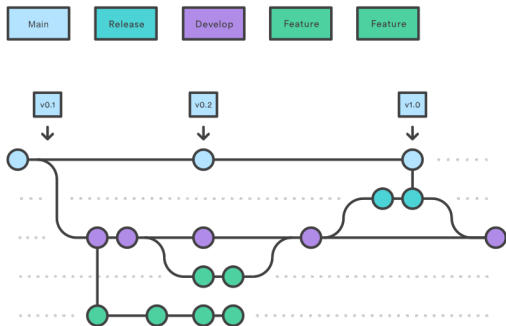 Main
Release
Develop
Feature
Feature
v0.1
v0.2
v1.0